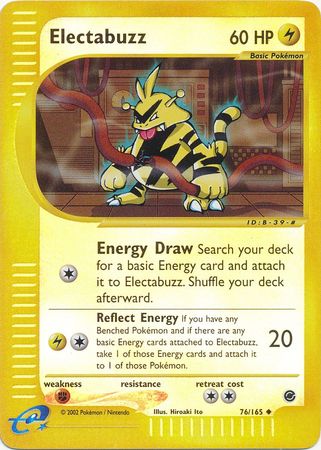 Electabuzz 60 HP
Basic Pokémon
ID:B-39-#
Energy Draw Search your deck
for a basic Energy card and attach
it to Electabuzz. Shuffle your deck
afterward.
Reflect Energy If you have any
Benched Pokémon and if there are any
basic Energy cards attached to Electabuzz,
take 1 of those Energy cards and attach it
to 1 of those Pokémon.
20
weakness resistance retreat cost
© 2002 Pokémon / Nintendo Illus. Hiroaki Ito 76/165
e